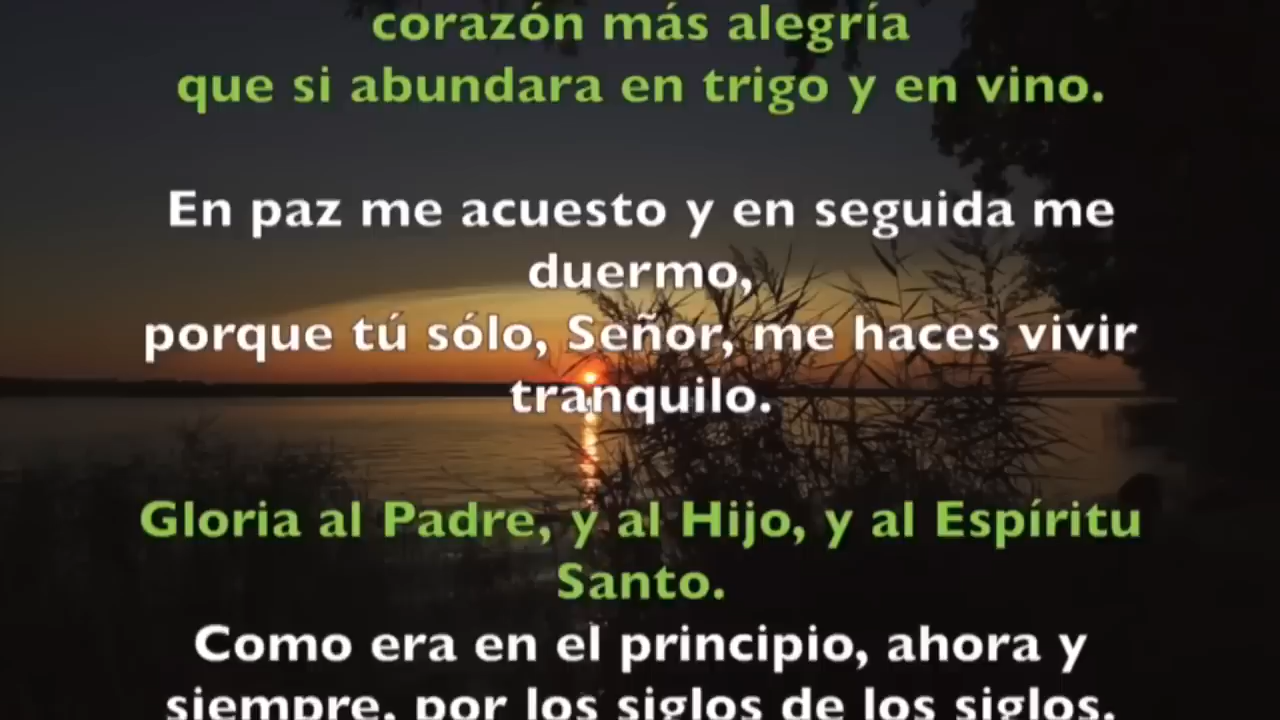 corazón más alegría
que si abundara en trigo y en vino.
En paz me acuesto y en seguida me
duermo,
porque tú sólo, Señor, me haces vivir
tranquilo.
Gloria al Padre, y al Hijo, y al Espíritu
Santo.
Como era en el principio, ahora y
siempre, por los siglos de los siglos.